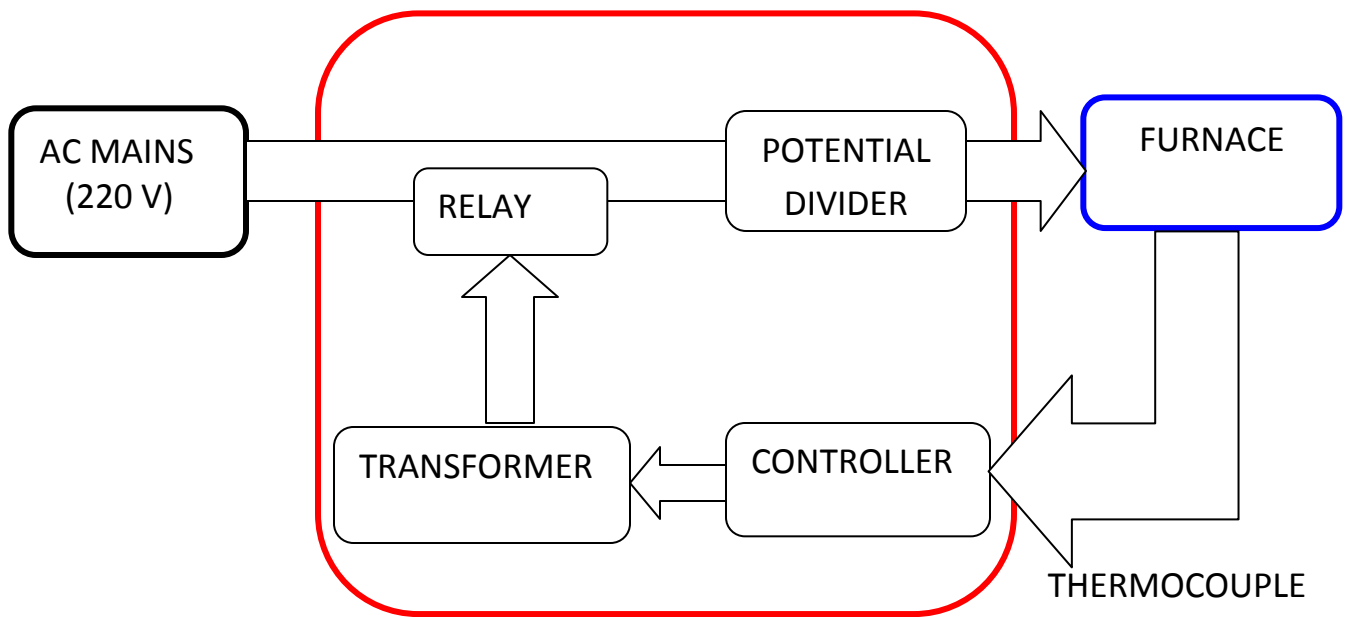 AC MAINS
(220 V)
RELAY
POTENTIAL
DIVIDER
FURNACE
TRANSFORMER
CONTROLLER
THERMOCOUPLE